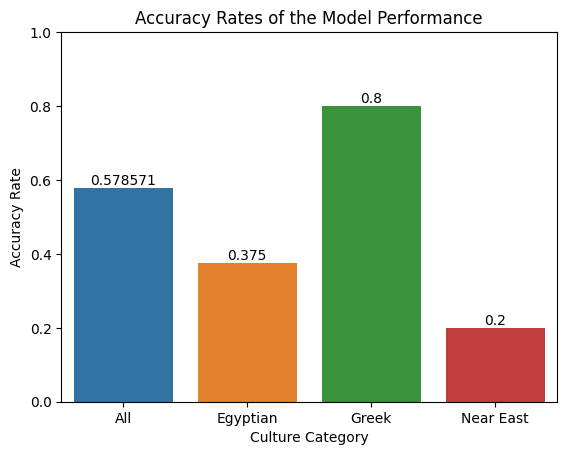 Accuracy Rates of the Model Performance
1.0
0.8
0.6
0.4
0.2
0.0
Accuracy Rate
0.578571
0.375
0.8
0.2
All
Egyptian
Greek
Near East
Culture Category